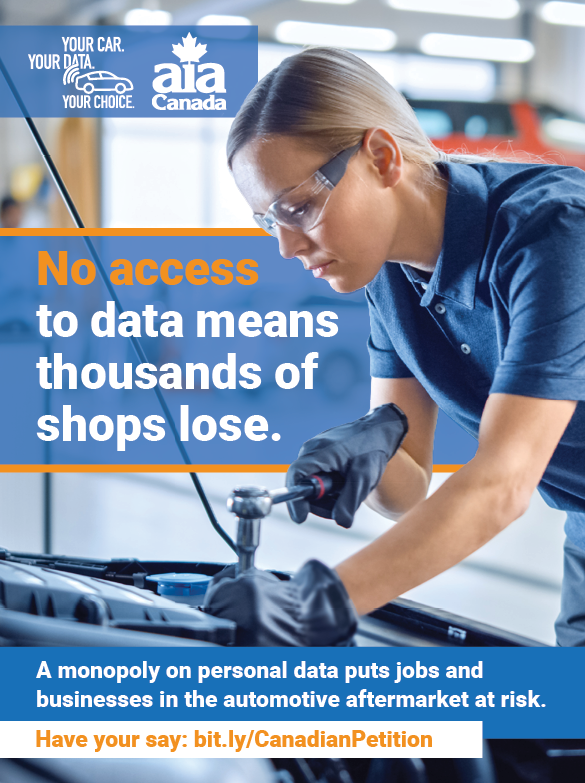 YOUR CAR.
YOUR DATA.
YOUR CHOICE.
aia
Canada
No access
to data means
thousands of
shops lose.
A monopoly on personal data puts jobs and
businesses in the automotive aftermarket at risk.
Have your say: bit.ly/CanadianPetition